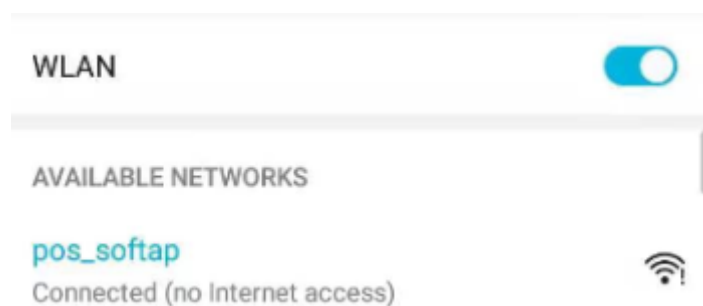 WLAN
AVAILABLE NETWORKS
pos_softap
Connected (no Internet access)